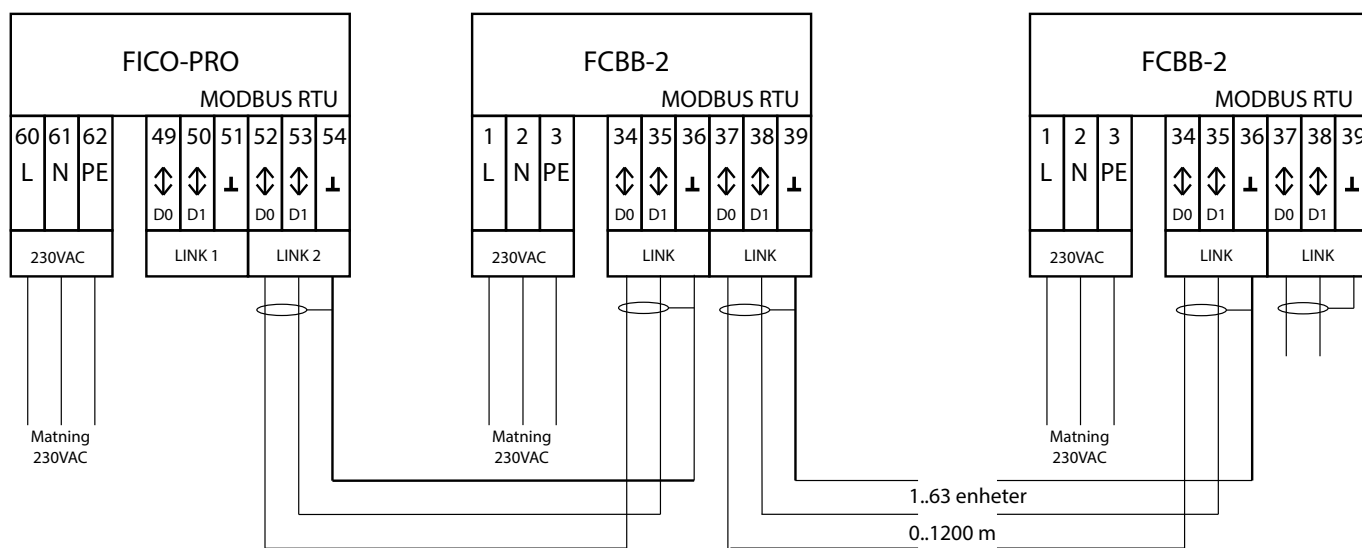 FICO-PRO FCBB-2 FCBB-2
MODBUS RTU MODBUS RTU MODBUS RTU
60 61 62 49 50 51 52 53 54 1 2 3 34 35 36 37 38 39 1 2 3 34 35 36 37 38 39
L N PE L N PE L N PE
D0 D1 D0 D1 D0 D1 D0 D1 D0 D1 D0 D1
230VAC LINK 1 LINK 2 230VAC LINK LINK 230VAC LINK LINK
Matning Matning Matning
230VAC 230VAC 230VAC
1..63 enheter
0..1200 m